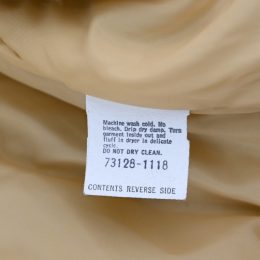 Machine wash cold. No
bleach. Drip dry damp. Turn
garment inside out and
fluff in dryer in delicate
cycle.
DO NOT DRY CLEAN.
73128-1118
CONTENTS REVERSE SIDE